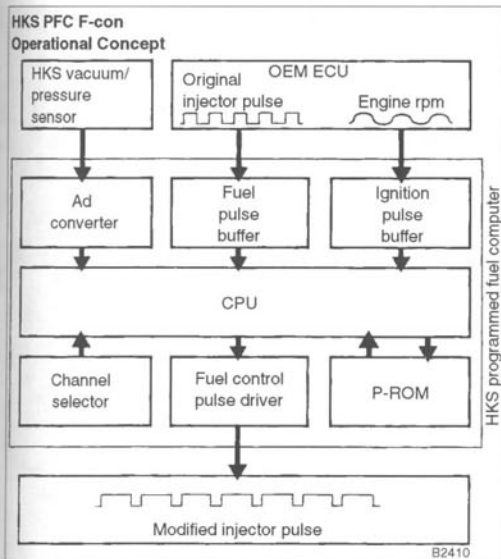 HKS PFC F-con
Operational Concept
HKS vacuum/
pressure
sensor
OEM ECU
Original
injector pulse
Engine rpm
Ad
converter
Fuel
pulse
buffer
Ignition
pulse
buffer
CPU
Channel
selector
Fuel control
pulse driver
P-ROM
HKS programmed fuel computer
Modified injector pulse
B2410